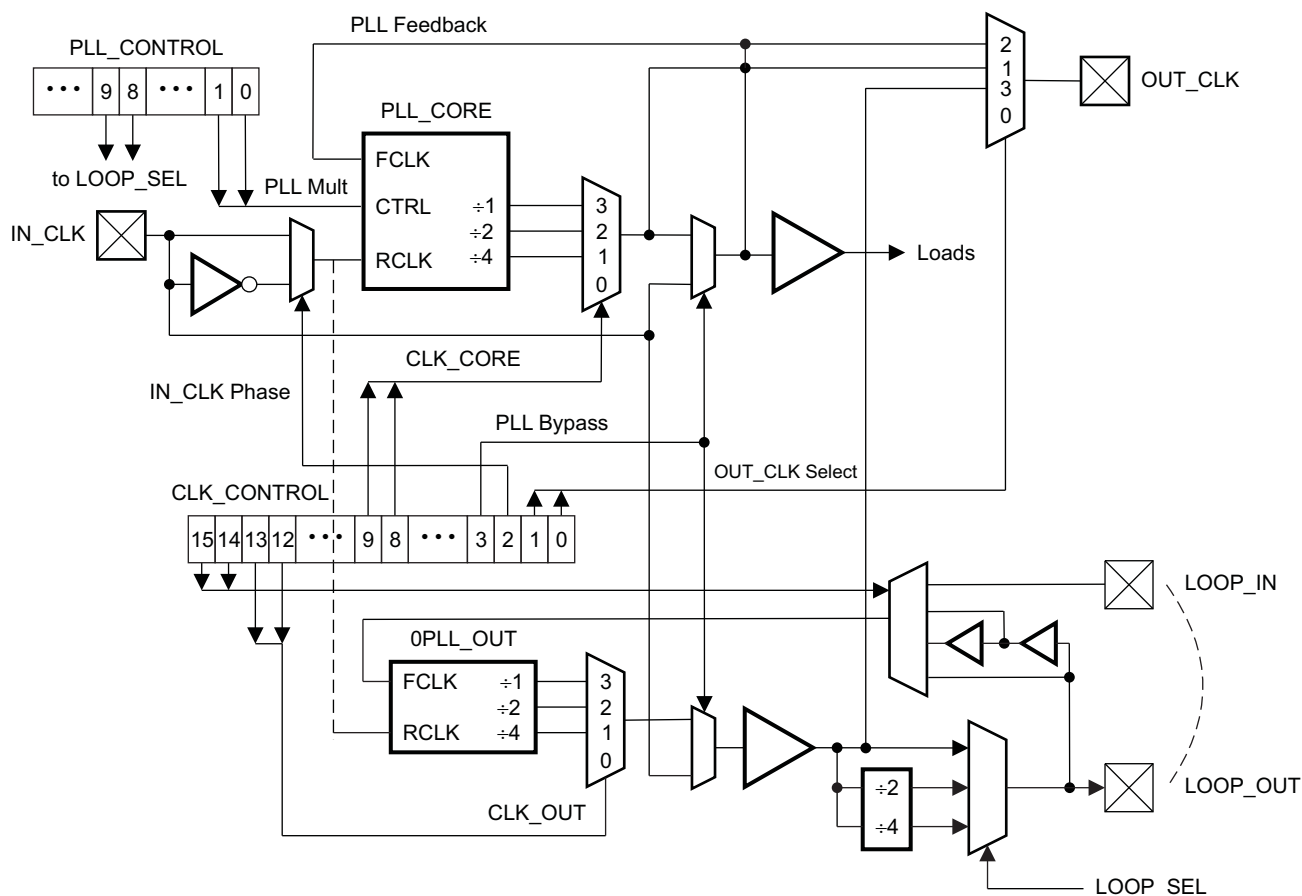 PLL Feedback
PLL_CONTROL
••• 9 8 ••• 1 0
to LOOP_SEL
PLL Mult
PLL_CORE
FCLK
CTRL ÷1
÷2
RCLK ÷4
3
2
1
0
2
1
3
0
OUT_CLK
IN_CLK
Loads
CLK_CORE
IN_CLK Phase
PLL Bypass
OUT_CLK Select
CLK_CONTROL
15 14 13 12 ••• 9 8 ••• 3 2 1 0
LOOP_IN
0PLL_OUT
FCLK ÷1
÷2
RCLK ÷4
3
2
1
0
CLK_OUT
÷2
÷4
LOOP_OUT
LOOP_SEL